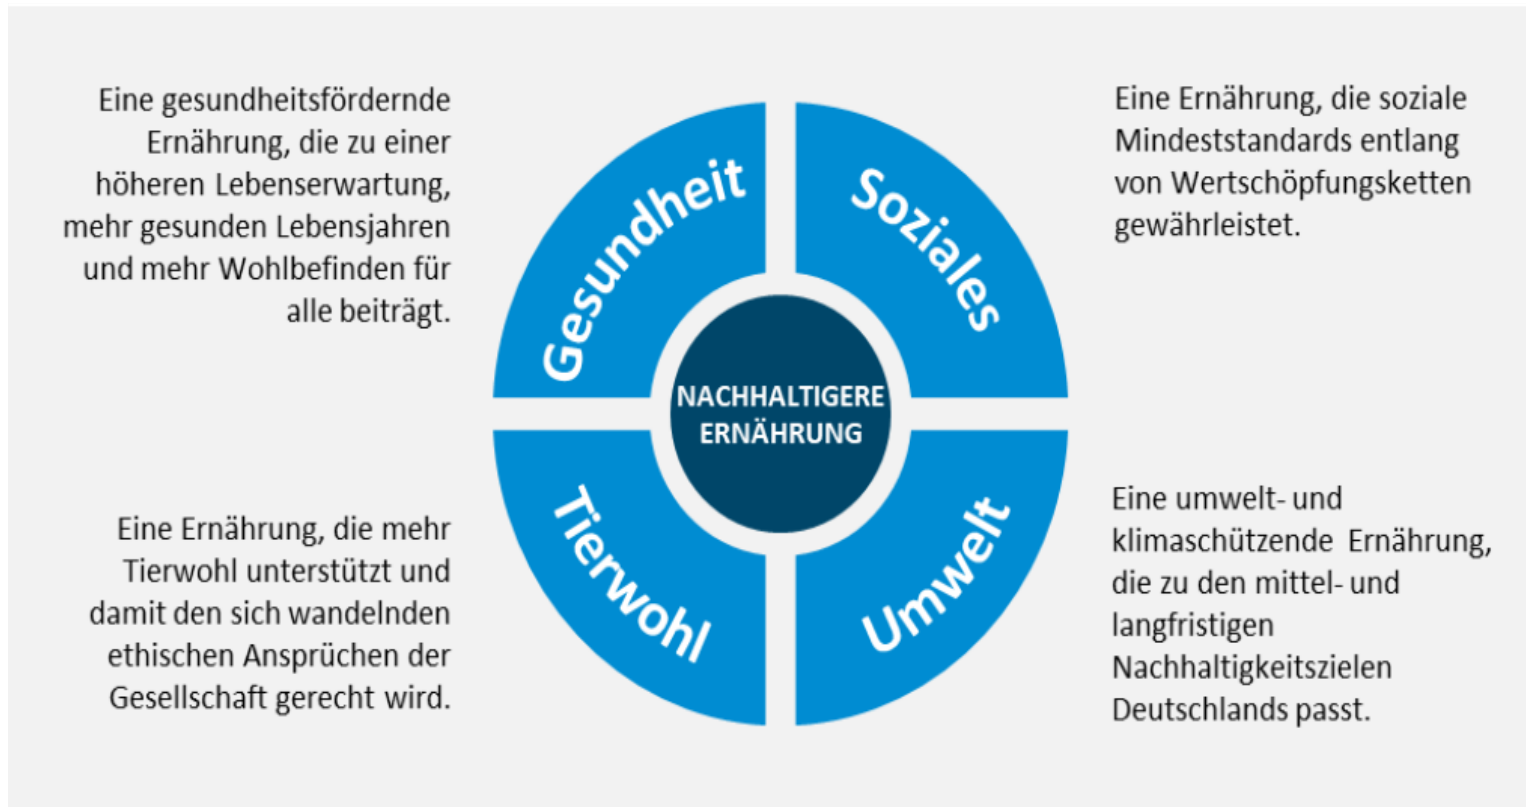 Eine gesundheitsfördernde
Ernährung, die zu einer
höheren Lebenserwartung,
mehr gesunden Lebensjahren
und mehr Wohlbefinden für
alle beiträgt.
Gesundheit
Soziales
Eine Ernährung, die soziale
Mindeststandards entlang
von Wertschöpfungsketten
gewährleistet.
NACHHALTIGERE
ERNÄHRUNG
Eine Ernährung, die mehr
Tierwohl unterstützt und
damit den sich wandelnden
ethischen Ansprüchen der
Gesellschaft gerecht wird.
Tierwohl
Umwelt
Eine umwelt- und
klimaschützende Ernährung,
die zu den mittel- und
langfristigen
Nachhaltigkeitszielen
Deutschlands passt.